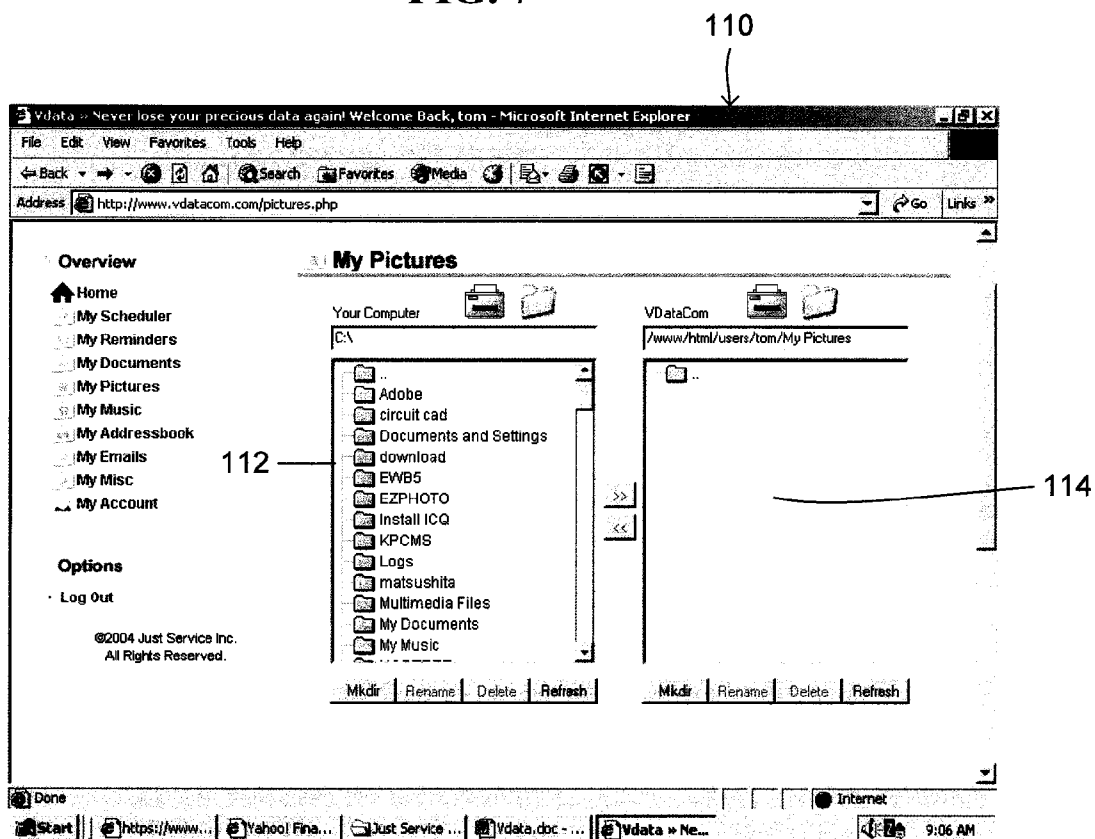 110
Vdata » Never lose your precious data again! Welcome Back, tom - Microsoft Internet Explorer
File Edit View Favorites Tools Help
Back Search Favorites Media
Address http://www.vdatacom.com/pictures.php Go Links »
Overview
Home
My Scheduler
My Reminders
My Documents
My Pictures
My Music
My Addressbook
My Emails
My Misc
My Account
Options
· Log Out
©2004 Just Service Inc.
All Rights Reserved.
My Pictures
Your Computer
C:\
..
Adobe
circuit cad
Documents and Settings
download
EWB5
EZPHOTO
Install ICQ
KPCMS
Logs
matsushita
Multimedia Files
My Documents
My Music
112
Mkdir Rename Delete Refresh
>>
<<
VDataCom
/www/html/users/tom/My Pictures
..
114
Mkdir Rename Delete Refresh
Done Internet
Start https://www... Yahoo! Fina... Just Service ... Vdata.doc - ... Vdata » Ne... 9:06 AM